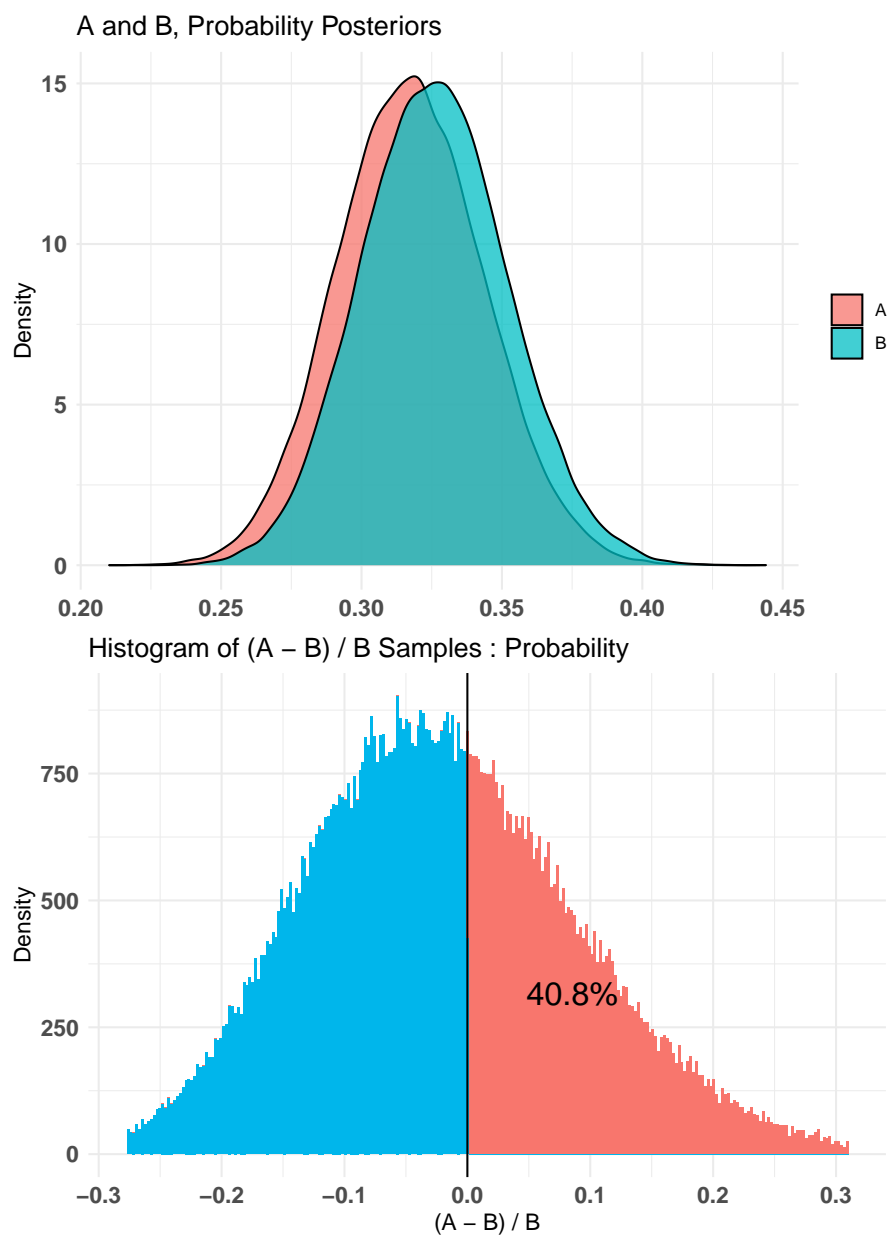 A and B, Probability Posteriors
15
10
5
0
Density
0.20 0.25 0.30 0.35 0.40 0.45
A
B
Histogram of (A − B) / B Samples : Probability
750
500
250
0
Density
40.8%
−0.3 −0.2 −0.1 0.0 0.1 0.2 0.3
(A − B) / B